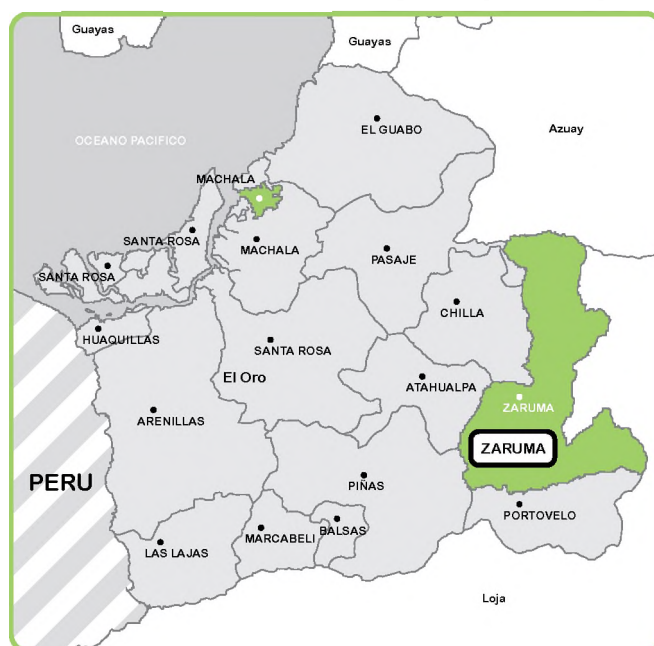 Guayas
Guayas
EL GUABO
Azuay
OCEANO PACIFICO
MACHALA
SANTA ROSA
MACHALA
PASAJE
SANTA ROSA
CHILLA
HUAQUILLAS
SANTA ROSA
El Oro
ATAHUALPA
ZARUMA
ARENILLAS
ZARUMA
PERU
PIÑAS
PORTOVELO
MARCABELI
BALSAS
LAS LAJAS
Loja